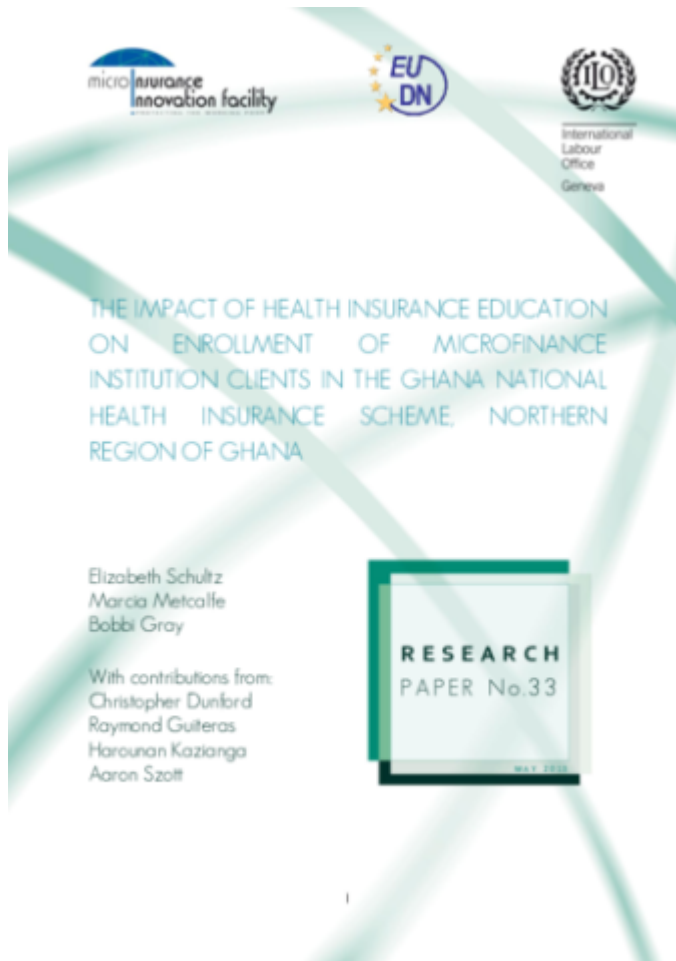 microinsurance
innovation facility
EU
DN
ILO
International
Labour
Office
Geneva
THE IMPACT OF HEALTH INSURANCE EDUCATION
ON ENROLLMENT OF MICROFINANCE
INSTITUTION CLIENTS IN THE GHANA NATIONAL
HEALTH INSURANCE SCHEME, NORTHERN
REGION OF GHANA
Elizabeth Schultz
Marcia Metcalfe
Bobbi Gray
With contributions from:
Christopher Dunford
Raymond Guiteras
Harounan Kazianga
Aaron Szott
RESEARCH
PAPER No.33
MAY